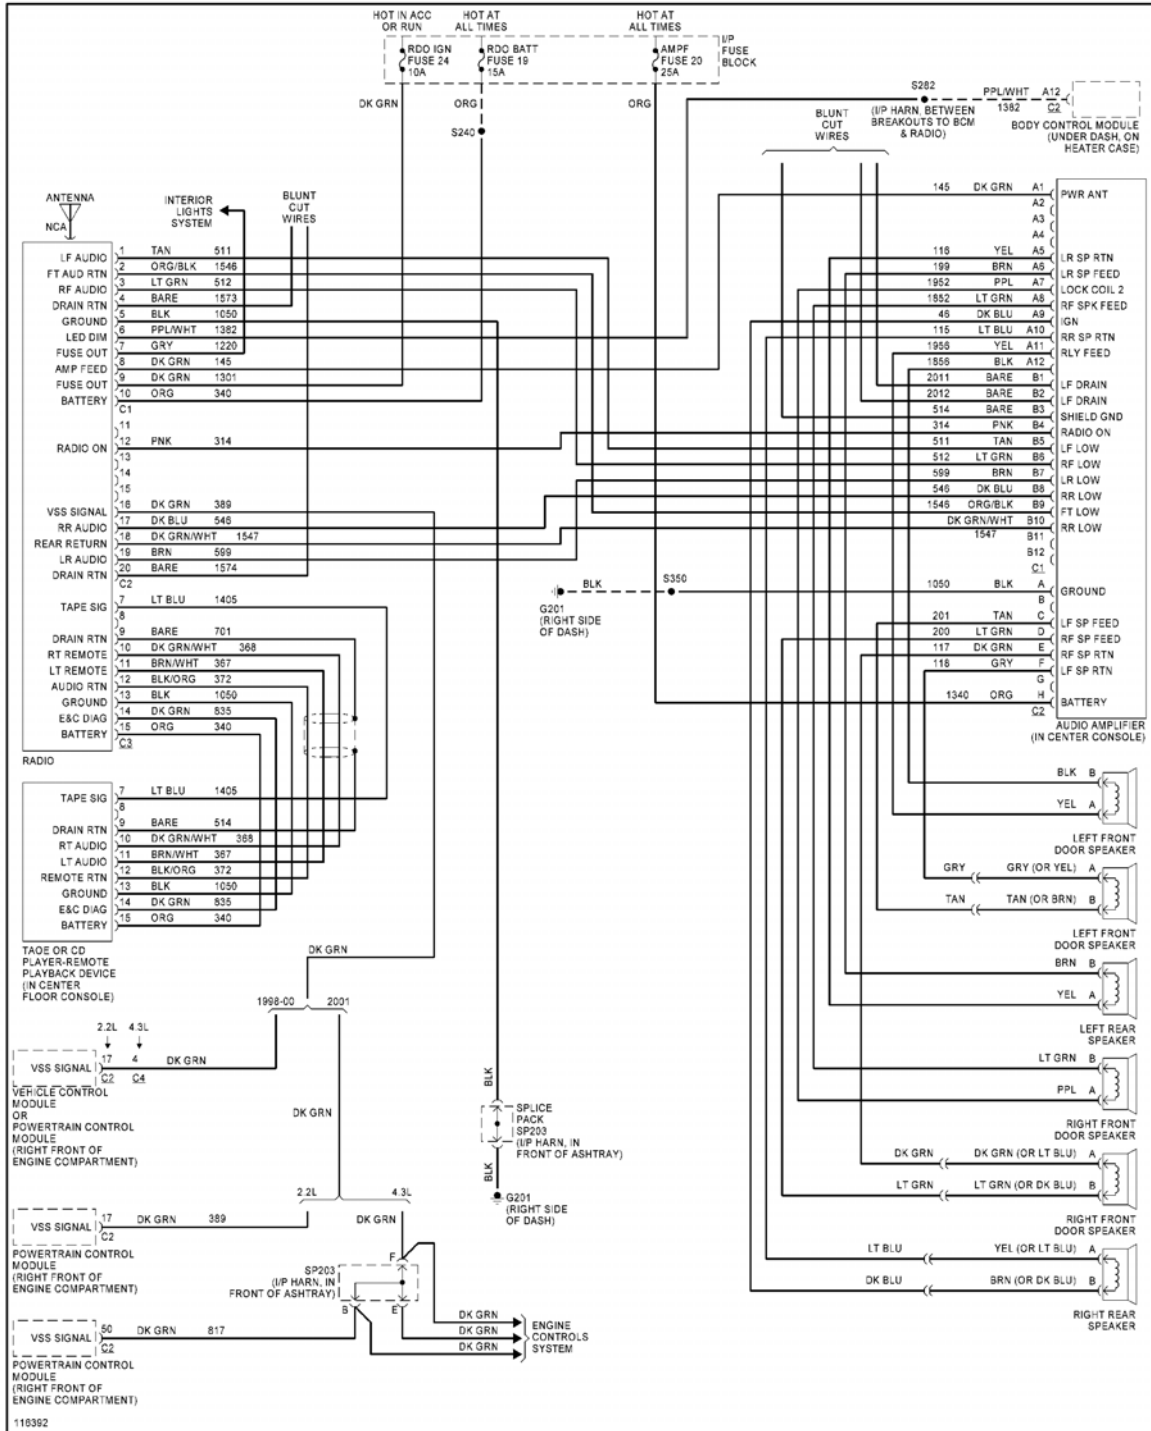 HOT IN ACC
OR RUN
HOT AT
ALL TIMES
HOT AT
ALL TIMES
RDO IGN
FUSE 24
10A
RDO BATT
FUSE 19
15A
AMPF
FUSE 20
25A
I/P
FUSE
BLOCK
DK GRN
ORG
ORG
S240
S282
(I/P HARN, BETWEEN
BREAKOUTS TO BCM
& RADIO)
PPL/WHT A12
1382 C2
BODY CONTROL MODULE
(UNDER DASH, ON
HEATER CASE)
BLUNT
CUT
WIRES
ANTENNA
NCA
INTERIOR
LIGHTS
SYSTEM
BLUNT
CUT
WIRES
LF AUDIO 1 TAN 511
FT AUD RTN 2 ORG/BLK 1546
RF AUDIO 3 LT GRN 512
DRAIN RTN 4 BARE 1573
GROUND 5 BLK 1050
LED DIM 6 PPL/WHT 1382
FUSE OUT 7 GRY 1220
AMP FEED 8 DK GRN 145
FUSE OUT 9 DK GRN 1301
BATTERY 10 ORG 340
C1
11
RADIO ON 12 PNK 314
13
14
15
VSS SIGNAL 16 DK GRN 389
RR AUDIO 17 DK BLU 546
REAR RETURN 18 DK GRN/WHT 1547
LR AUDIO 19 BRN 599
DRAIN RTN 20 BARE 1574
C2
TAPE SIG 7 LT BLU 1405
8
DRAIN RTN 9 BARE 701
RT REMOTE 10 DK GRN/WHT 368
LT REMOTE 11 BRN/WHT 367
AUDIO RTN 12 BLK/ORG 372
GROUND 13 BLK 1050
E&C DIAG 14 DK GRN 835
BATTERY 15 ORG 340
C3
RADIO
TAPE SIG 7 LT BLU 1405
8
DRAIN RTN 9 BARE 514
RT AUDIO 10 DK GRN/WHT 368
LT AUDIO 11 BRN/WHT 367
REMOTE RTN 12 BLK/ORG 372
GROUND 13 BLK 1050
E&C DIAG 14 DK GRN 835
BATTERY 15 ORG 340
TAOE OR CD
PLAYER-REMOTE
PLAYBACK DEVICE
(IN CENTER
FLOOR CONSOLE)
145 DK GRN A1 PWR ANT
A2
A3
A4
116 YEL A5 LR SP RTN
199 BRN A6 LR SP FEED
1952 PPL A7 LOCK COIL 2
1852 LT GRN A8 RF SPK FEED
46 DK BLU A9 IGN
115 LT BLU A10 RR SP RTN
1956 YEL A11 RLY FEED
1856 BLK A12
2011 BARE B1 LF DRAIN
2012 BARE B2 LF DRAIN
514 BARE B3 SHIELD GND
314 PNK B4 RADIO ON
511 TAN B5 LF LOW
512 LT GRN B6 RF LOW
599 BRN B7 LR LOW
546 DK BLU B8 RR LOW
1546 ORG/BLK B9 FT LOW
DK GRN/WHT B10 RR LOW
1547 B11
B12
C1
BLK
S350
G201
(RIGHT SIDE
OF DASH)
1050 BLK A GROUND
B
201 TAN C LF SP FEED
200 LT GRN D RF SP FEED
117 DK GRN E RF SP RTN
118 GRY F LF SP RTN
G
1340 ORG H BATTERY
C2
AUDIO AMPLIFIER
(IN CENTER CONSOLE)
BLK B
YEL A
LEFT FRONT
DOOR SPEAKER
GRY GRY (OR YEL) A
TAN TAN (OR BRN) B
LEFT FRONT
DOOR SPEAKER
BRN B
YEL A
LEFT REAR
SPEAKER
LT GRN B
PPL A
RIGHT FRONT
DOOR SPEAKER
DK GRN DK GRN (OR LT BLU) A
LT GRN LT GRN (OR DK BLU) B
RIGHT FRONT
DOOR SPEAKER
LT BLU YEL (OR LT BLU) A
DK BLU BRN (OR DK BLU) B
RIGHT REAR
SPEAKER
DK GRN
1998-00 2001
2.2L 4.3L
VSS SIGNAL 17 4 DK GRN
C2 C4
VEHICLE CONTROL
MODULE
OR
POWERTRAIN CONTROL
MODULE
(RIGHT FRONT OF
ENGINE COMPARTMENT)
DK GRN
BLK
SPLICE
PACK
SP203
(I/P HARN, IN
FRONT OF ASHTRAY)
BLK
G201
(RIGHT SIDE
OF DASH)
2.2L 4.3L
VSS SIGNAL 17 DK GRN 389
C2
DK GRN
POWERTRAIN CONTROL
MODULE
(RIGHT FRONT OF
ENGINE COMPARTMENT)
F
SP203
(I/P HARN, IN
FRONT OF ASHTRAY)
B E
DK GRN
DK GRN
DK GRN
ENGINE
CONTROLS
SYSTEM
VSS SIGNAL 50 DK GRN 817
C2
POWERTRAIN CONTROL
MODULE
(RIGHT FRONT OF
ENGINE COMPARTMENT)
116392